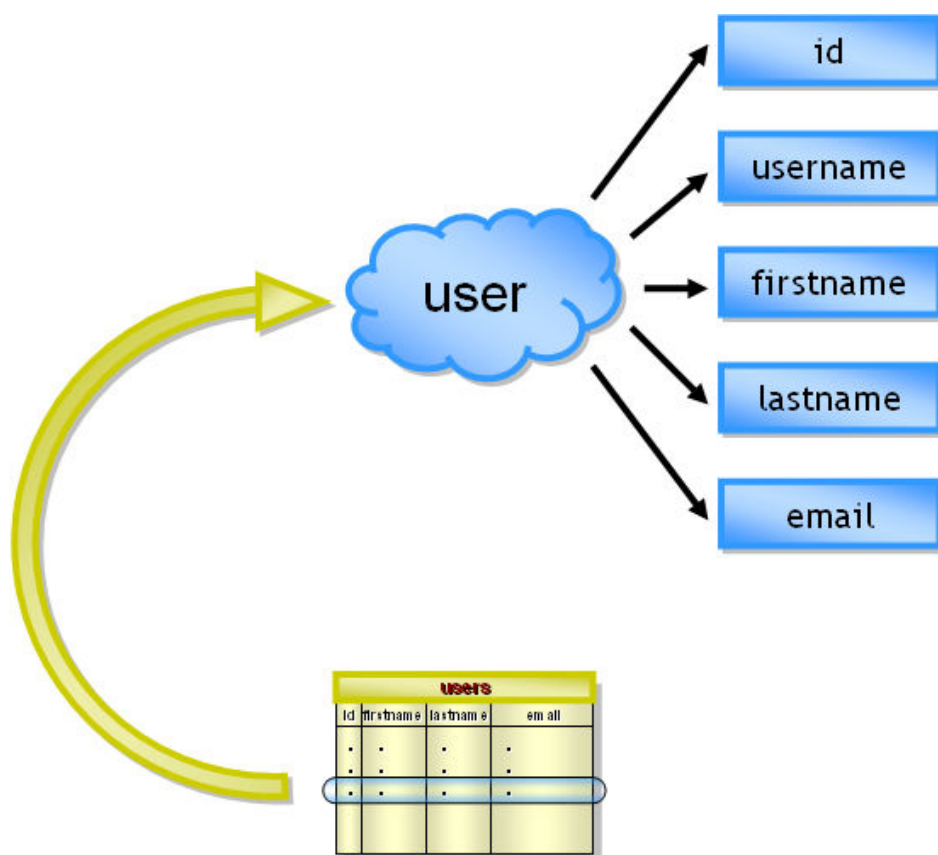 id
username
user
firstname
lastname
email
users
id firstname lastname email